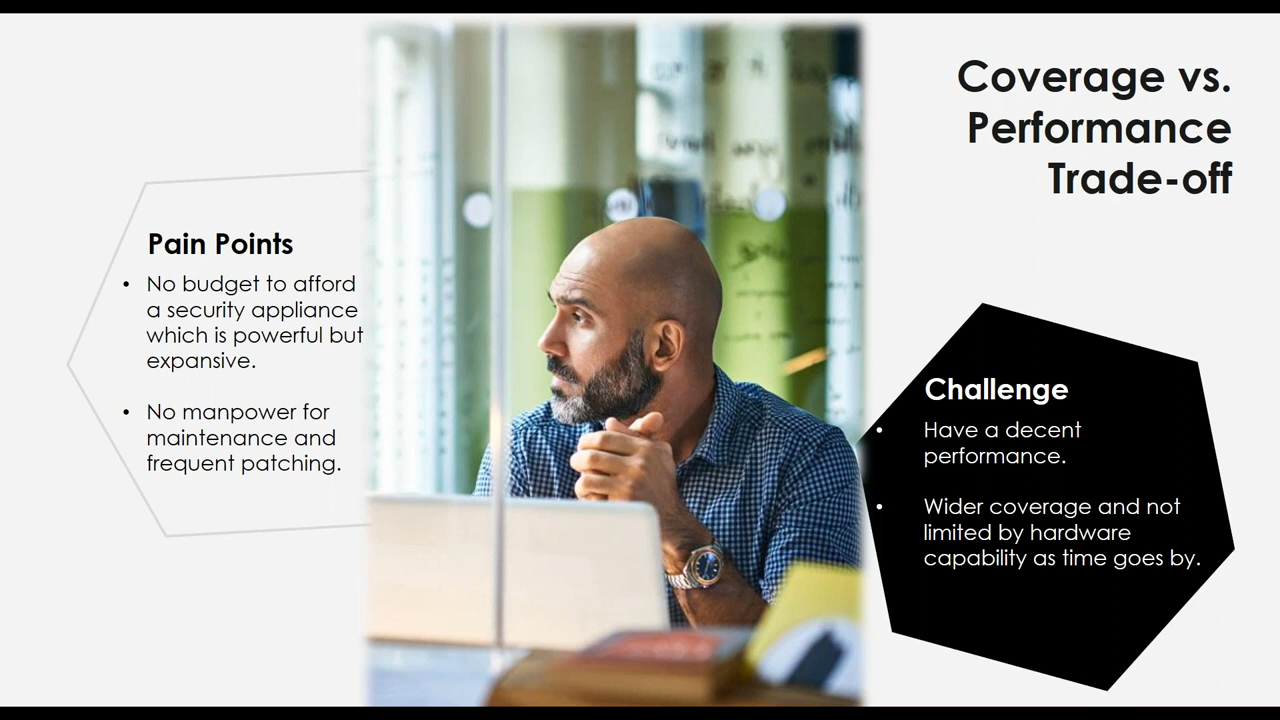 Coverage vs.
Performance
Trade-off
Pain Points
• No budget to afford
a security appliance
which is powerful but
expansive.
• No manpower for
maintenance and
frequent patching.
Challenge
• Have a decent
performance.
• Wider coverage and not
limited by hardware
capability as time goes by.